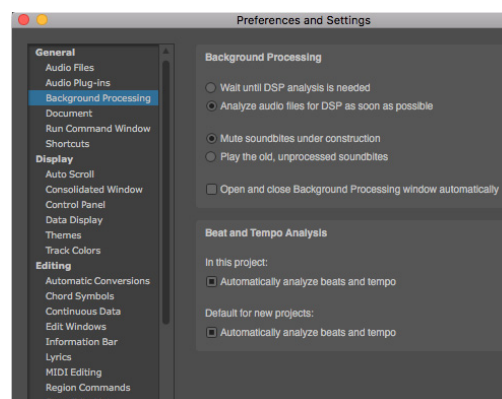 Preferences and Settings
General
Audio Files
Audio Plug-ins
Background Processing
Document
Run Command Window
Shortcuts
Display
Auto Scroll
Consolidated Window
Control Panel
Data Display
Themes
Track Colors
Editing
Automatic Conversions
Chord Symbols
Continuous Data
Edit Windows
Information Bar
Lyrics
MIDI Editing
Region Commands
Background Processing
Wait until DSP analysis is needed
Analyze audio files for DSP as soon as possible
Mute soundbites under construction
Play the old, unprocessed soundbites
Open and close Background Processing window automatically
Beat and Tempo Analysis
In this project:
Automatically analyze beats and tempo
Default for new projects:
Automatically analyze beats and tempo